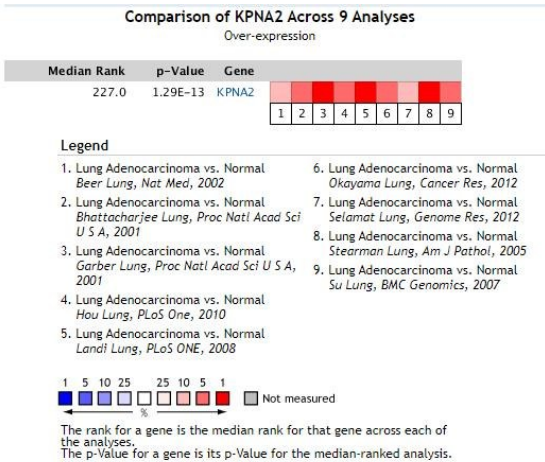 Comparison of KPNA2 Across 9 Analyses
Over-expression
Median Rank p-Value Gene
227.0 1.29E-13 KPNA2
1 2 3 4 5 6 7 8 9
Legend
1. Lung Adenocarcinoma vs. Normal
Beer Lung, Nat Med, 2002
2. Lung Adenocarcinoma vs. Normal
Bhattacharjee Lung, Proc Natl Acad Sci
U S A, 2001
3. Lung Adenocarcinoma vs. Normal
Garber Lung, Proc Natl Acad Sci U S A,
2001
4. Lung Adenocarcinoma vs. Normal
Hou Lung, PLoS One, 2010
5. Lung Adenocarcinoma vs. Normal
Landi Lung, PLoS ONE, 2008
6. Lung Adenocarcinoma vs. Normal
Okayama Lung, Cancer Res, 2012
7. Lung Adenocarcinoma vs. Normal
Selamat Lung, Genome Res, 2012
8. Lung Adenocarcinoma vs. Normal
Stearman Lung, Am J Pathol, 2005
9. Lung Adenocarcinoma vs. Normal
Su Lung, BMC Genomics, 2007
1 5 10 25 25 10 5 1
Not measured
%
The rank for a gene is the median rank for that gene across each of
the analyses.
The p-Value for a gene is its p-Value for the median-ranked analysis.